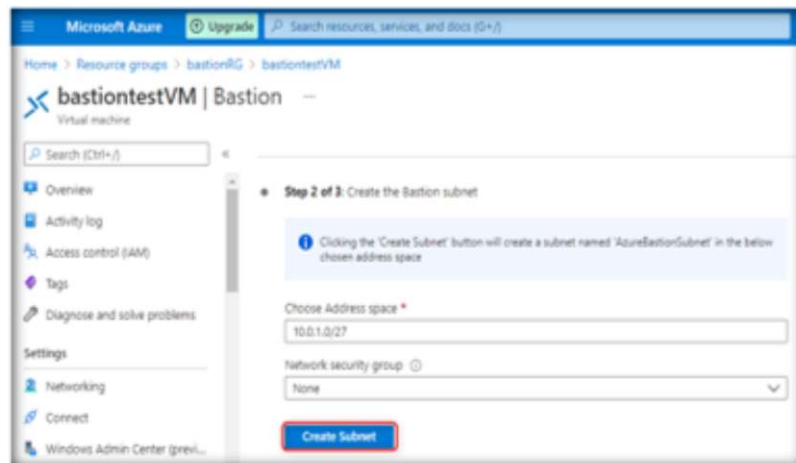 Microsoft Azure
Upgrade
Search resources, services, and docs (G+/)
Home > Resource groups > bastionRG > bastiontestVM
bastiontestVM | Bastion ...
Virtual machine
Search (Ctrl+/)
«
Overview
Activity log
Access control (IAM)
Tags
Diagnose and solve problems
Settings
Networking
Connect
Windows Admin Center (previ...
Step 2 of 3: Create the Bastion subnet
Clicking the 'Create Subnet' button will create a subnet named 'AzureBastionSubnet' in the below
chosen address space
Choose Address space *
10.0.1.0/27
Network security group
None
Create Subnet